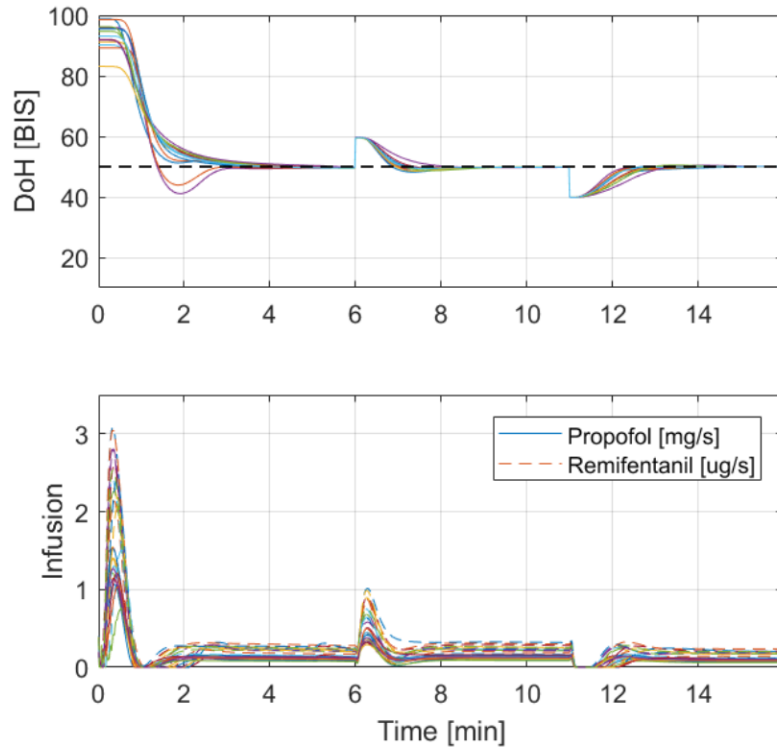 DoH [BIS]
100
80
60
40
20
0 2 4 6 8 10 12 14
Infusion
3
2
1
0
Propofol [mg/s]
Remifentanil [ug/s]
0 2 4 6 8 10 12 14
Time [min]